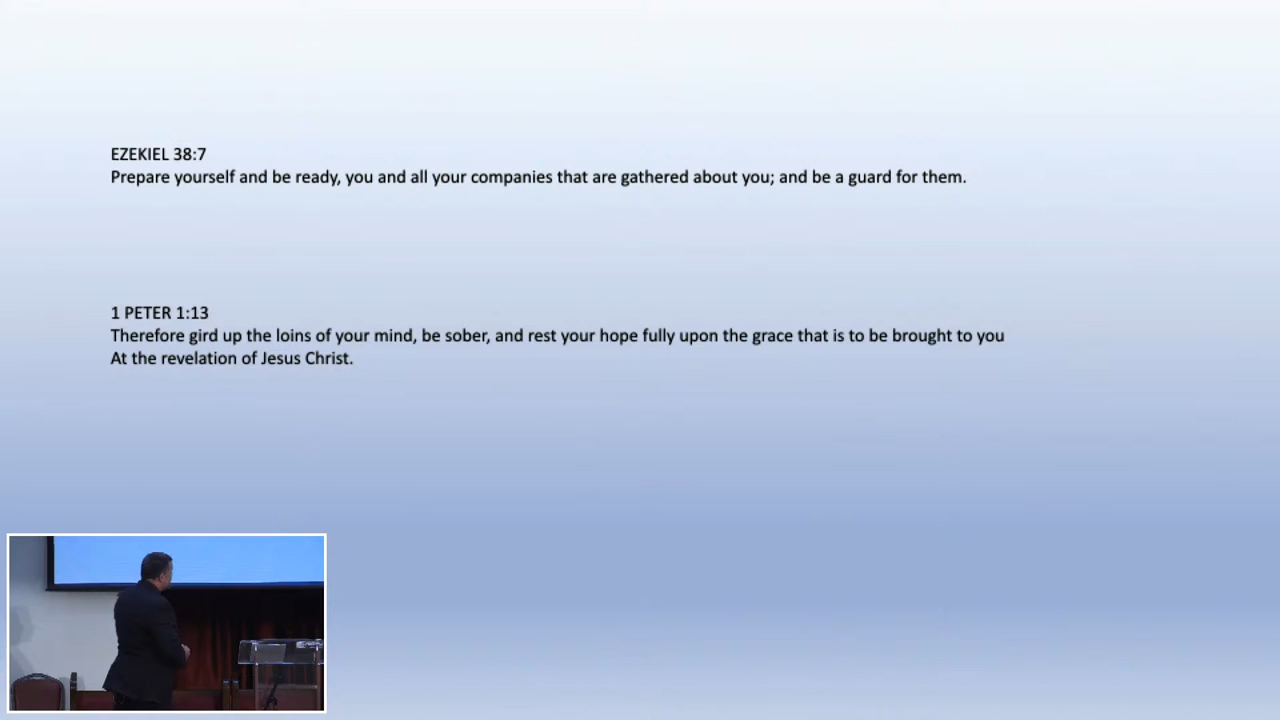 EZEKIEL 38:7
Prepare yourself and be ready, you and all your companies that are gathered about you; and be a guard for them.
1 PETER 1:13
Therefore gird up the loins of your mind, be sober, and rest your hope fully upon the grace that is to be brought to you
At the revelation of Jesus Christ.